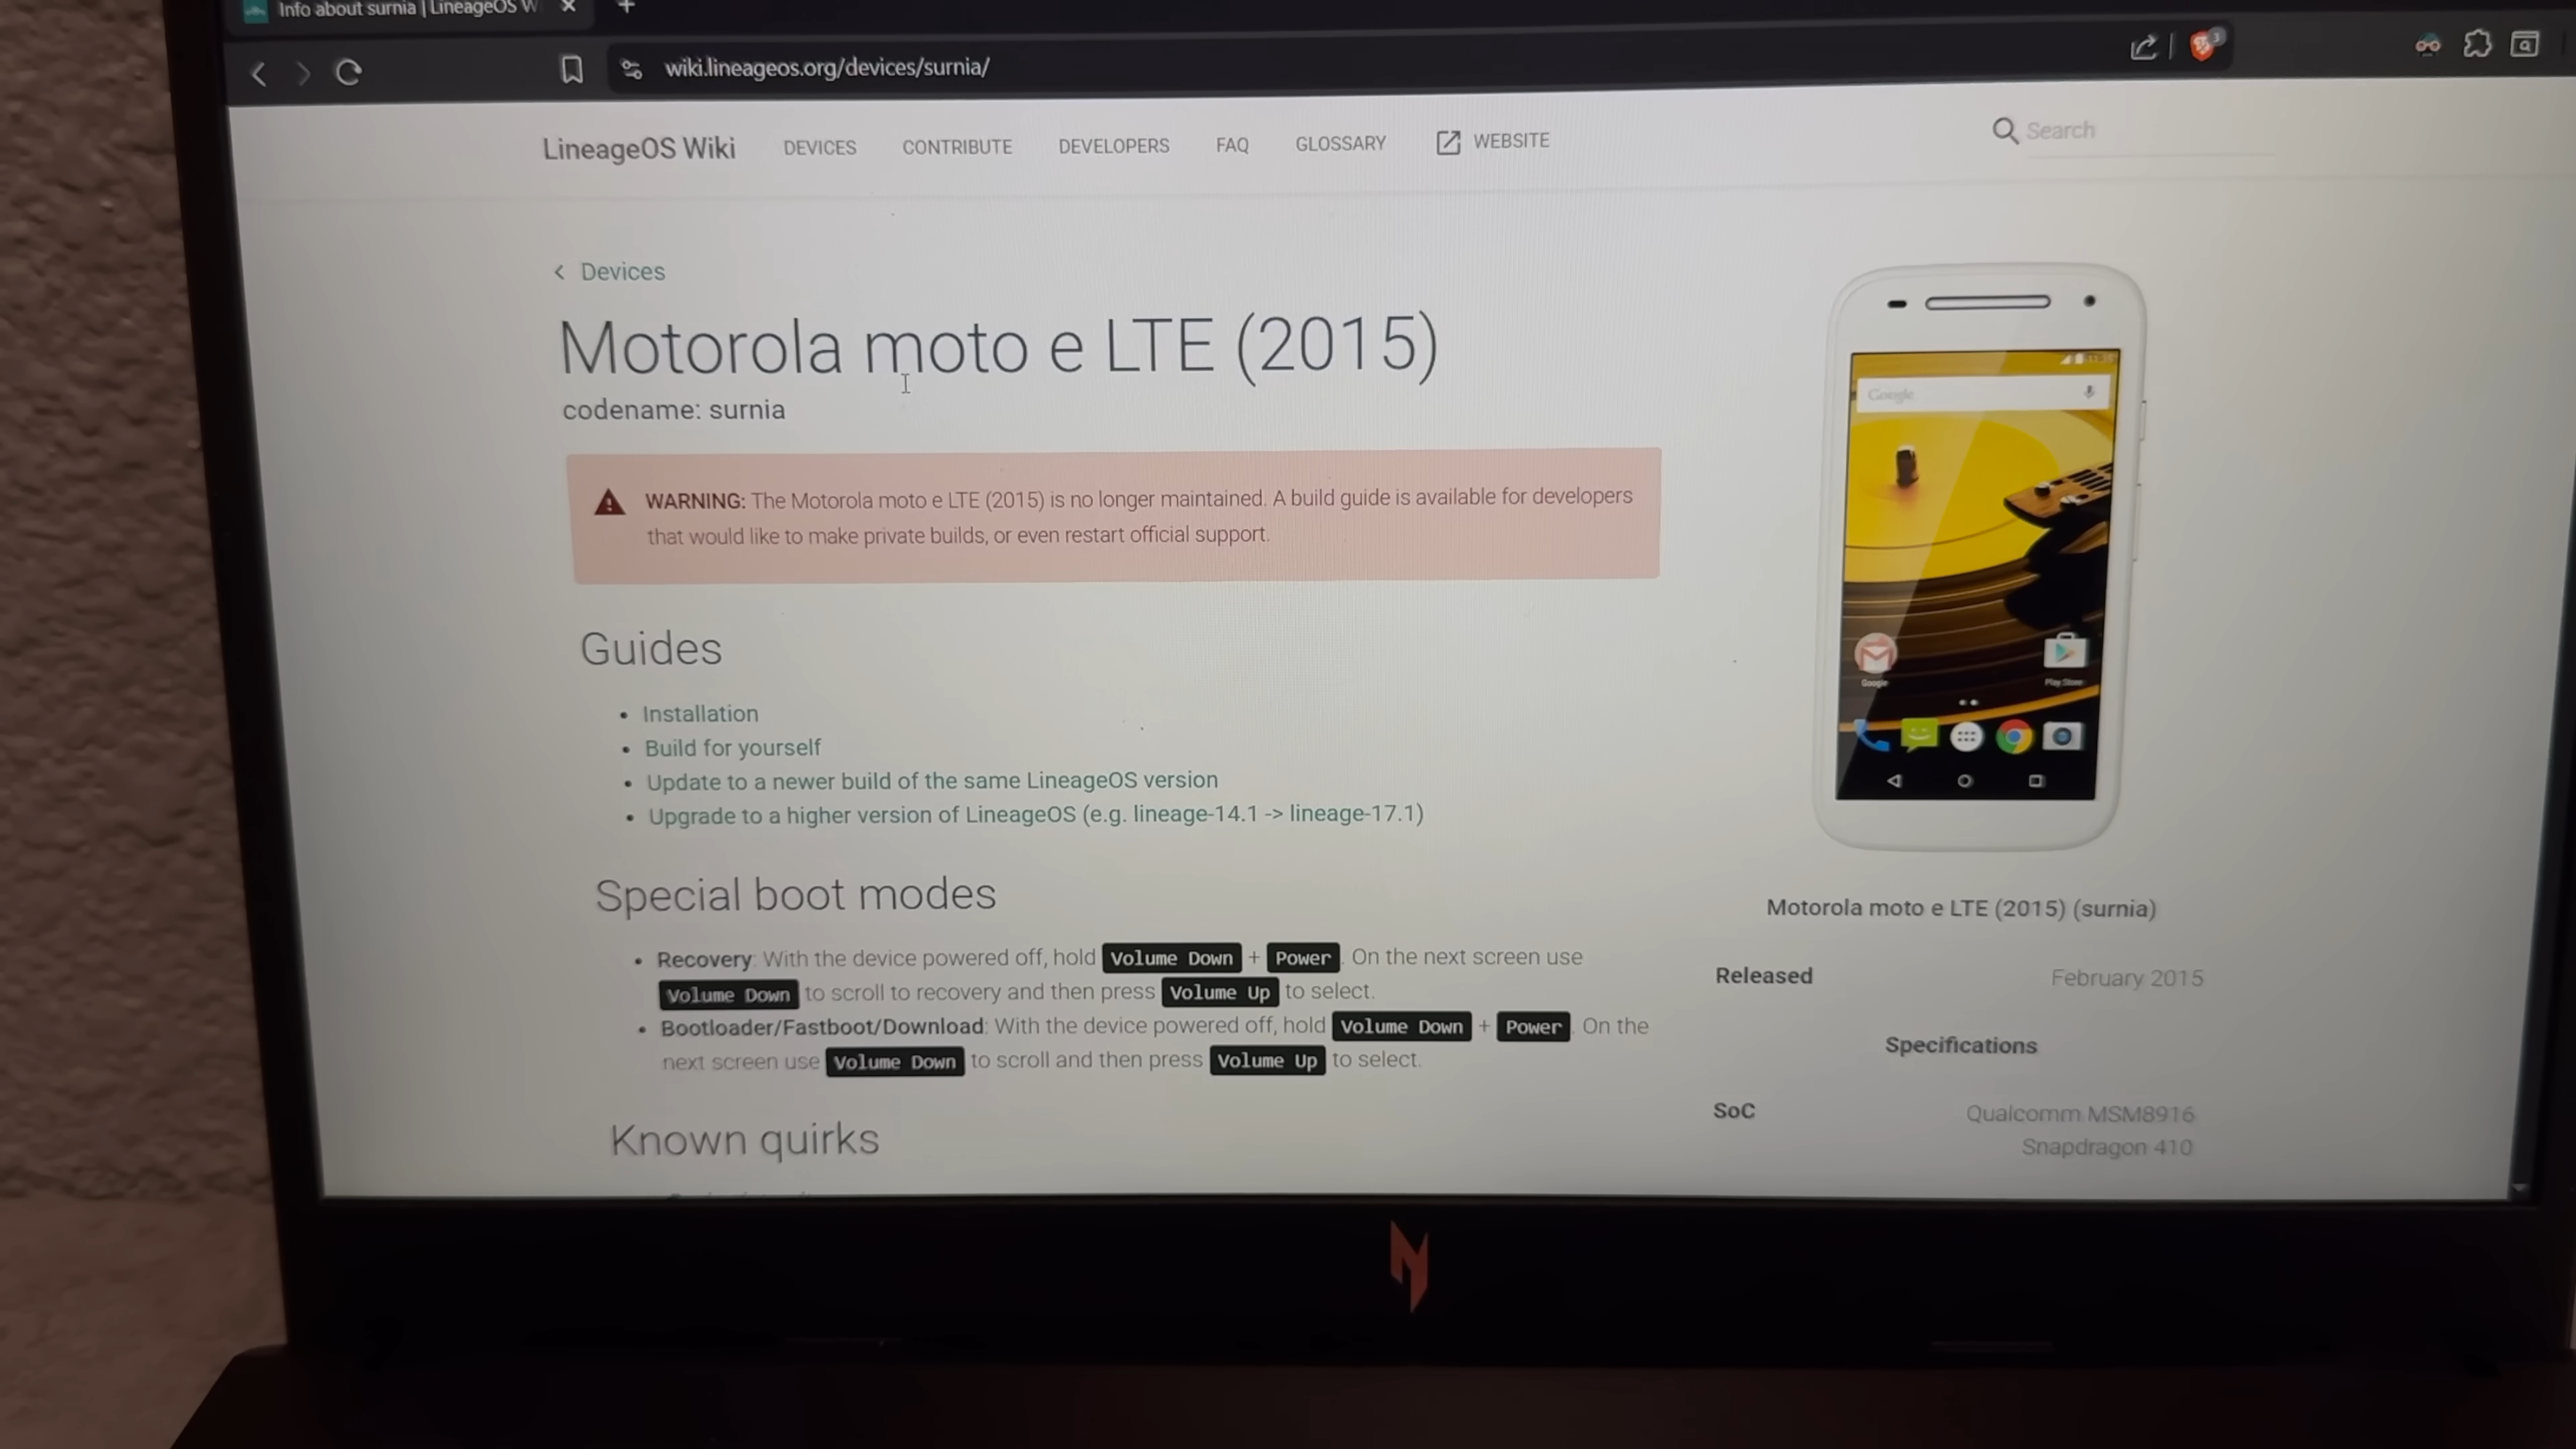 Info about surnia | LineageOS W
wiki.lineageos.org/devices/surnia/
3
LineageOS Wiki DEVICES CONTRIBUTE DEVELOPERS FAQ GLOSSARY WEBSITE Search
Devices
Motorola moto e LTE (2015)
codename: surnia
WARNING: The Motorola moto e LTE (2015) is no longer maintained. A build guide is available for developers
that would like to make private builds, or even restart official support.
Guides
• Installation
• Build for yourself
• Update to a newer build of the same LineageOS version
• Upgrade to a higher version of LineageOS (e.g. lineage-14.1 -> lineage-17.1)
Special boot modes
• Recovery: With the device powered off, hold Volume Down + Power. On the next screen use
Volume Down to scroll to recovery and then press Volume Up to select.
• Bootloader/Fastboot/Download: With the device powered off, hold Volume Down + Power. On the
next screen use Volume Down to scroll and then press Volume Up to select.
Known quirks
Google
Google
Play Store
Motorola moto e LTE (2015) (surnia)
Released February 2015
Specifications
SoC Qualcomm MSM8916
Snapdragon 410